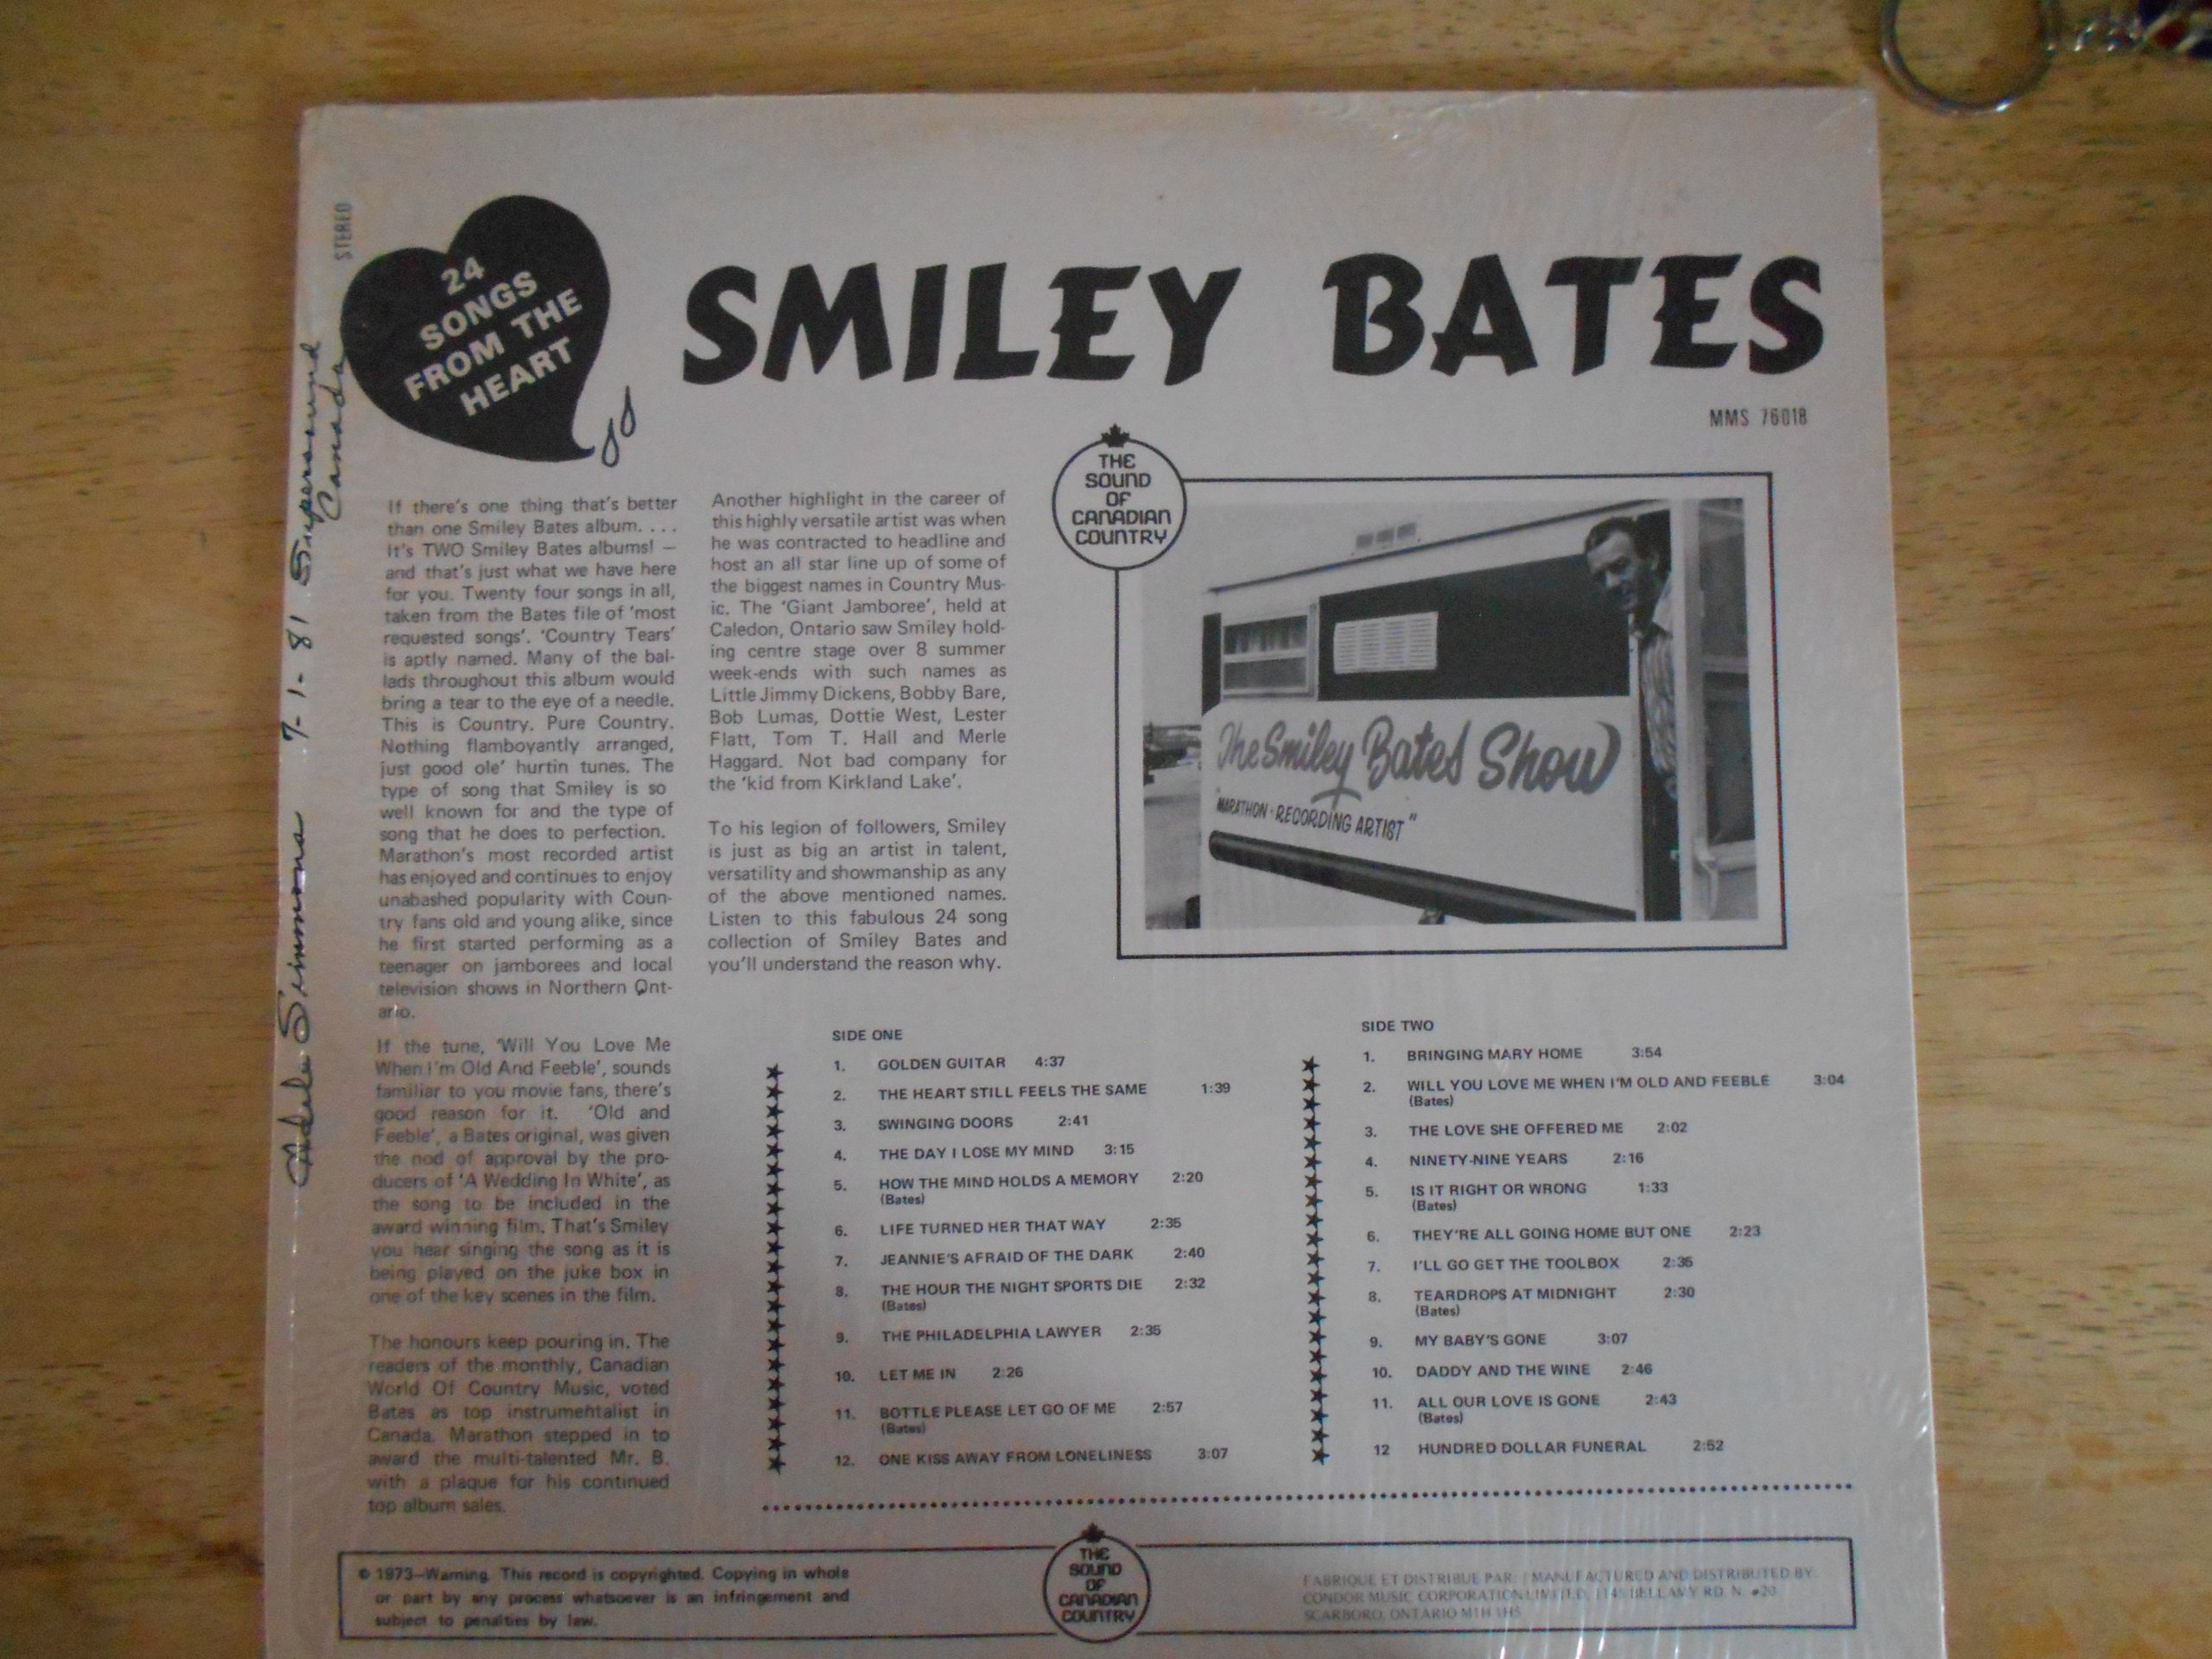 STEREO
24
SONGS
FROM THE
HEART
SMILEY BATES
MMS 76018
Adele Simmons 7-1-81 Supersound
Canada
If there's one thing that's better
than one Smiley Bates album. . . .
It's TWO Smiley Bates albums! —
and that's just what we have here
for you. Twenty four songs in all,
taken from the Bates file of 'most
requested songs'. 'Country Tears'
is aptly named. Many of the bal-
lads throughout this album would
bring a tear to the eye of a needle.
This is Country. Pure Country.
Nothing flamboyantly arranged,
just good ole' hurtin tunes. The
type of song that Smiley is so
well known for and the type of
song that he does to perfection.
Marathon's most recorded artist
has enjoyed and continues to enjoy
unabashed popularity with Coun-
try fans old and young alike, since
he first started performing as a
teenager on jamborees and local
television shows in Northern Ont-
ario.
If the tune, 'Will You Love Me
When I'm Old And Feeble', sounds
familiar to you movie fans, there's
good reason for it. 'Old and
Feeble', a Bates original, was given
the nod of approval by the pro-
ducers of 'A Wedding In White', as
the song to be included in the
award winning film. That's Smiley
you hear singing the song as it is
being played on the juke box in
one of the key scenes in the film.
The honours keep pouring in. The
readers of the monthly, Canadian
World Of Country Music, voted
Bates as top instrumentalist in
Canada. Marathon stepped in to
award the multi-talented Mr. B.
with a plaque for his continued
top album sales.
Another highlight in the career of
this highly versatile artist was when
he was contracted to headline and
host an all star line up of some of
the biggest names in Country Mus-
ic. The 'Giant Jamboree', held at
Caledon, Ontario saw Smiley hold-
ing centre stage over 8 summer
week-ends with such names as
Little Jimmy Dickens, Bobby Bare,
Bob Lumas, Dottie West, Lester
Flatt, Tom T. Hall and Merle
Haggard. Not bad company for
the 'kid from Kirkland Lake'.
To his legion of followers, Smiley
is just as big an artist in talent,
versatility and showmanship as any
of the above mentioned names.
Listen to this fabulous 24 song
collection of Smiley Bates and
you'll understand the reason why.
THE
SOUND
OF
CANADIAN
COUNTRY
The Smiley Bates Show
"MARATHON · RECORDING ARTIST"
SIDE ONE
1. GOLDEN GUITAR 4:37
2. THE HEART STILL FEELS THE SAME 1:39
3. SWINGING DOORS 2:41
4. THE DAY I LOSE MY MIND 3:15
5. HOW THE MIND HOLDS A MEMORY 2:20
(Bates)
6. LIFE TURNED HER THAT WAY 2:35
7. JEANNIE'S AFRAID OF THE DARK 2:40
8. THE HOUR THE NIGHT SPORTS DIE 2:32
(Bates)
9. THE PHILADELPHIA LAWYER 2:35
10. LET ME IN 2:26
11. BOTTLE PLEASE LET GO OF ME 2:57
(Bates)
12. ONE KISS AWAY FROM LONELINESS 3:07
SIDE TWO
1. BRINGING MARY HOME 3:54
2. WILL YOU LOVE ME WHEN I'M OLD AND FEEBLE 3:04
(Bates)
3. THE LOVE SHE OFFERED ME 2:02
4. NINETY-NINE YEARS 2:16
5. IS IT RIGHT OR WRONG 1:33
(Bates)
6. THEY'RE ALL GOING HOME BUT ONE 2:23
7. I'LL GO GET THE TOOLBOX 2:35
8. TEARDROPS AT MIDNIGHT 2:30
(Bates)
9. MY BABY'S GONE 3:07
10. DADDY AND THE WINE 2:46
11. ALL OUR LOVE IS GONE 2:43
(Bates)
12 HUNDRED DOLLAR FUNERAL 2:52
© 1973—Warning. This record is copyrighted. Copying in whole
or part by any process whatsoever is an infringement and
subject to penalties by law.
THE
SOUND
OF
CANADIAN
COUNTRY
FABRIQUE ET DISTRIBUE PAR: / MANUFACTURED AND DISTRIBUTED BY:
CONDOR MUSIC CORPORATION LIMITED, 1145 BELLAMY RD. N. #20
SCARBORO, ONTARIO M1H 1H5